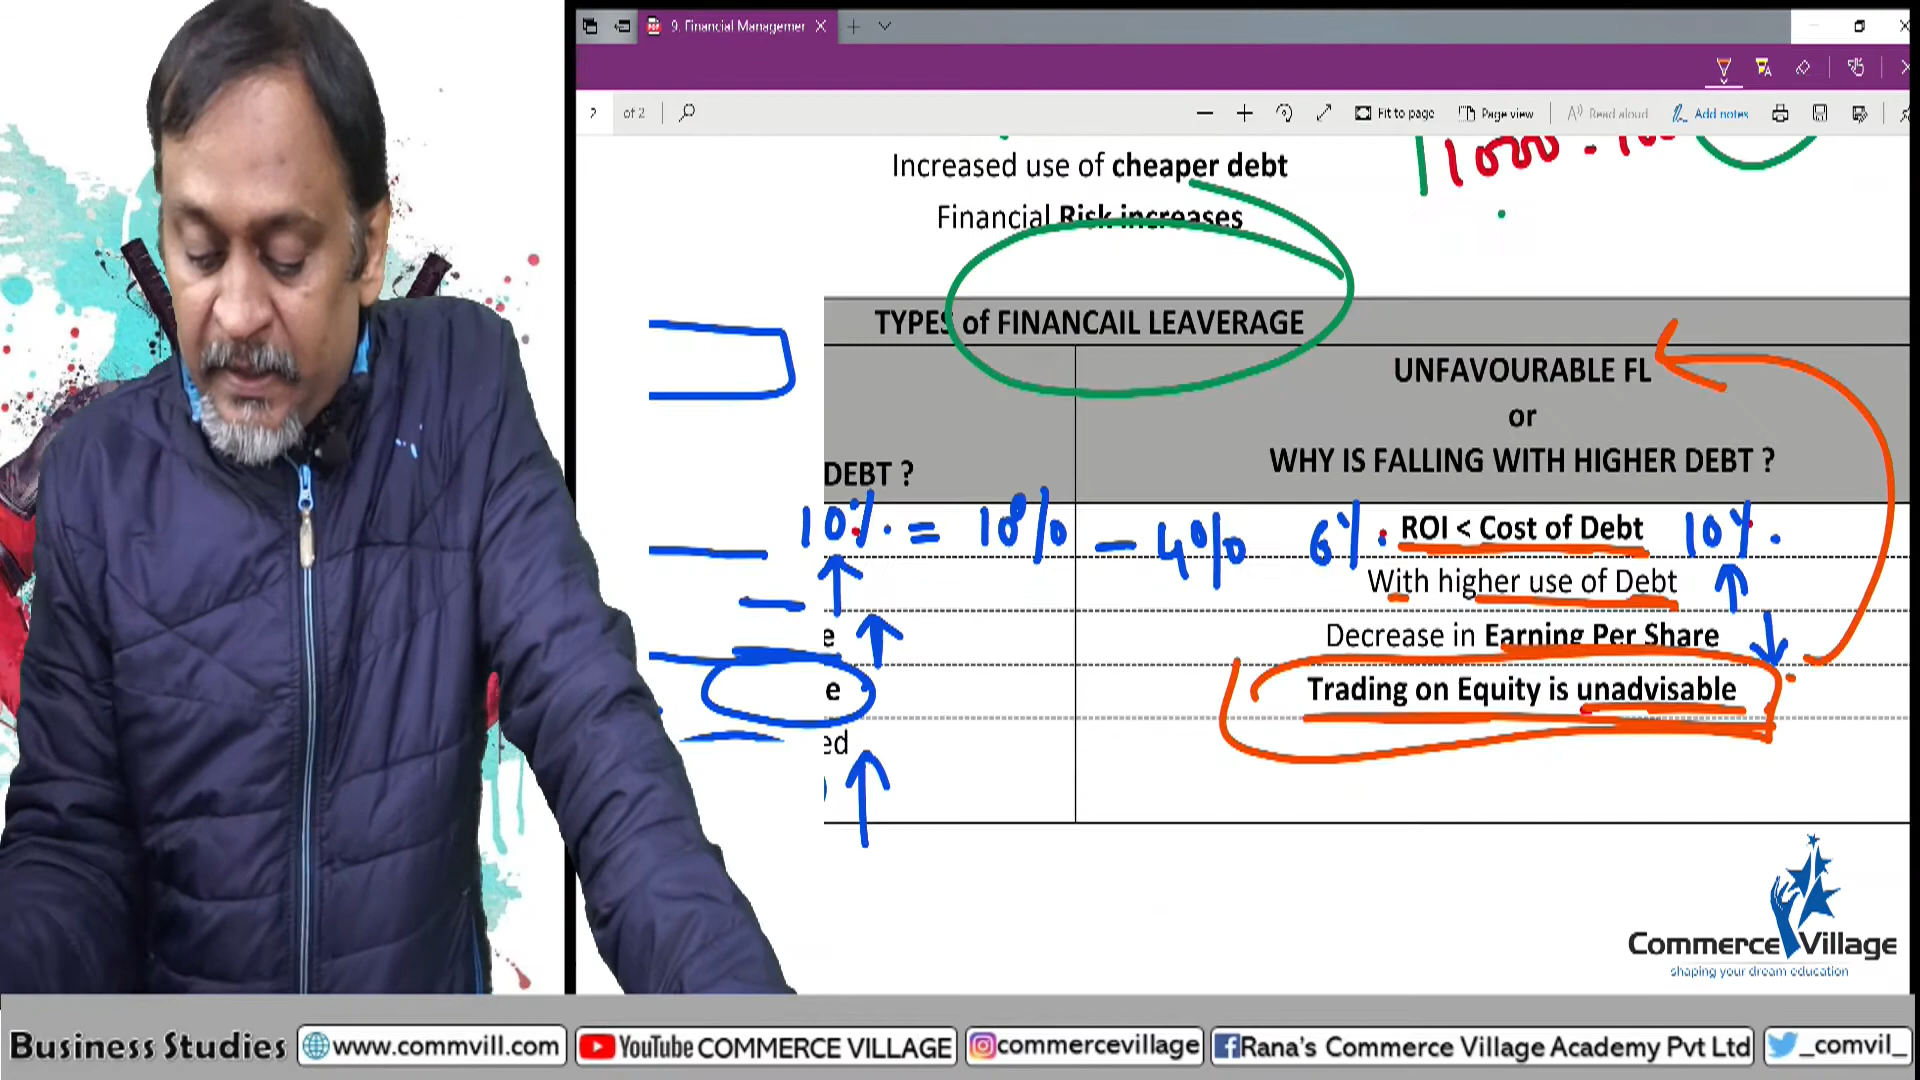 9. Financial Managemer
2 of 2
Fit to page
Page view
Read aloud
Add notes
1000
Increased use of cheaper debt
Financial Risk increases
TYPES of FINANCAIL LEAVERAGE
DEBT ?
UNFAVOURABLE FL
or
WHY IS FALLING WITH HIGHER DEBT ?
10% = 10% - 4% 6% ROI < Cost of Debt 10%
With higher use of Debt
e
Decrease in Earning Per Share
e
Trading on Equity is unadvisable
ed
Commerce Village
shaping your dream education
Business Studies www.commvill.com YouTube COMMERCE VILLAGE commercevillage Rana's Commerce Village Academy Pvt Ltd _comvil_